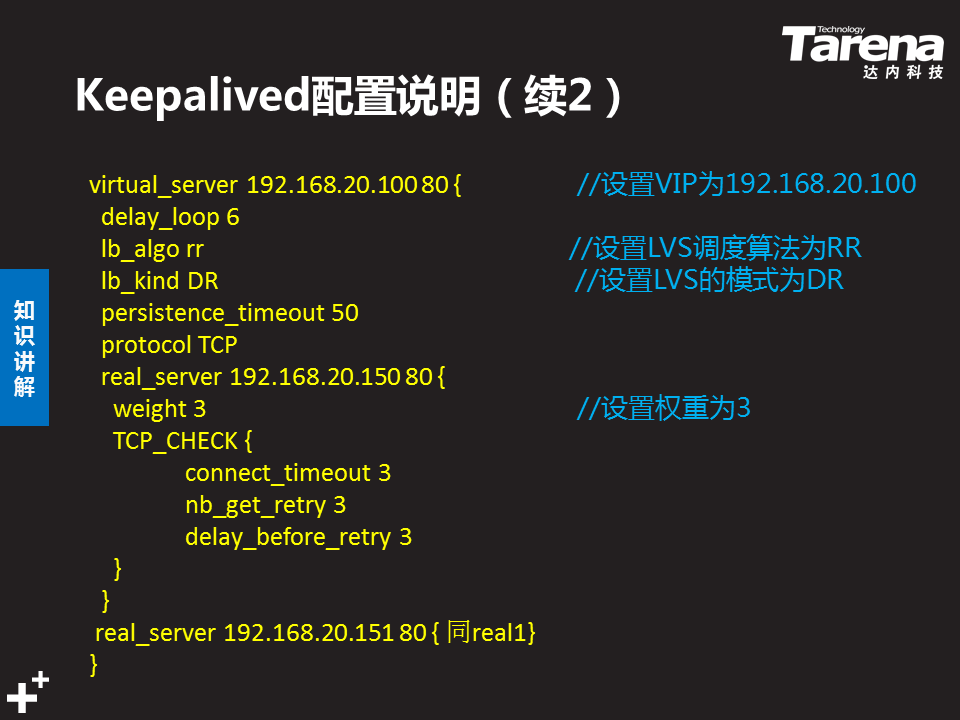 Technology
Tarena
达内科技
Keepalived配置说明（续2）
virtual_server 192.168.20.100 80 { //设置VIP为192.168.20.100
delay_loop 6
lb_algo rr //设置LVS调度算法为RR
lb_kind DR //设置LVS的模式为DR
persistence_timeout 50
protocol TCP
real_server 192.168.20.150 80 {
weight 3 //设置权重为3
TCP_CHECK {
connect_timeout 3
nb_get_retry 3
delay_before_retry 3
}
}
real_server 192.168.20.151 80 { 同real1}
}
知
识
讲
解